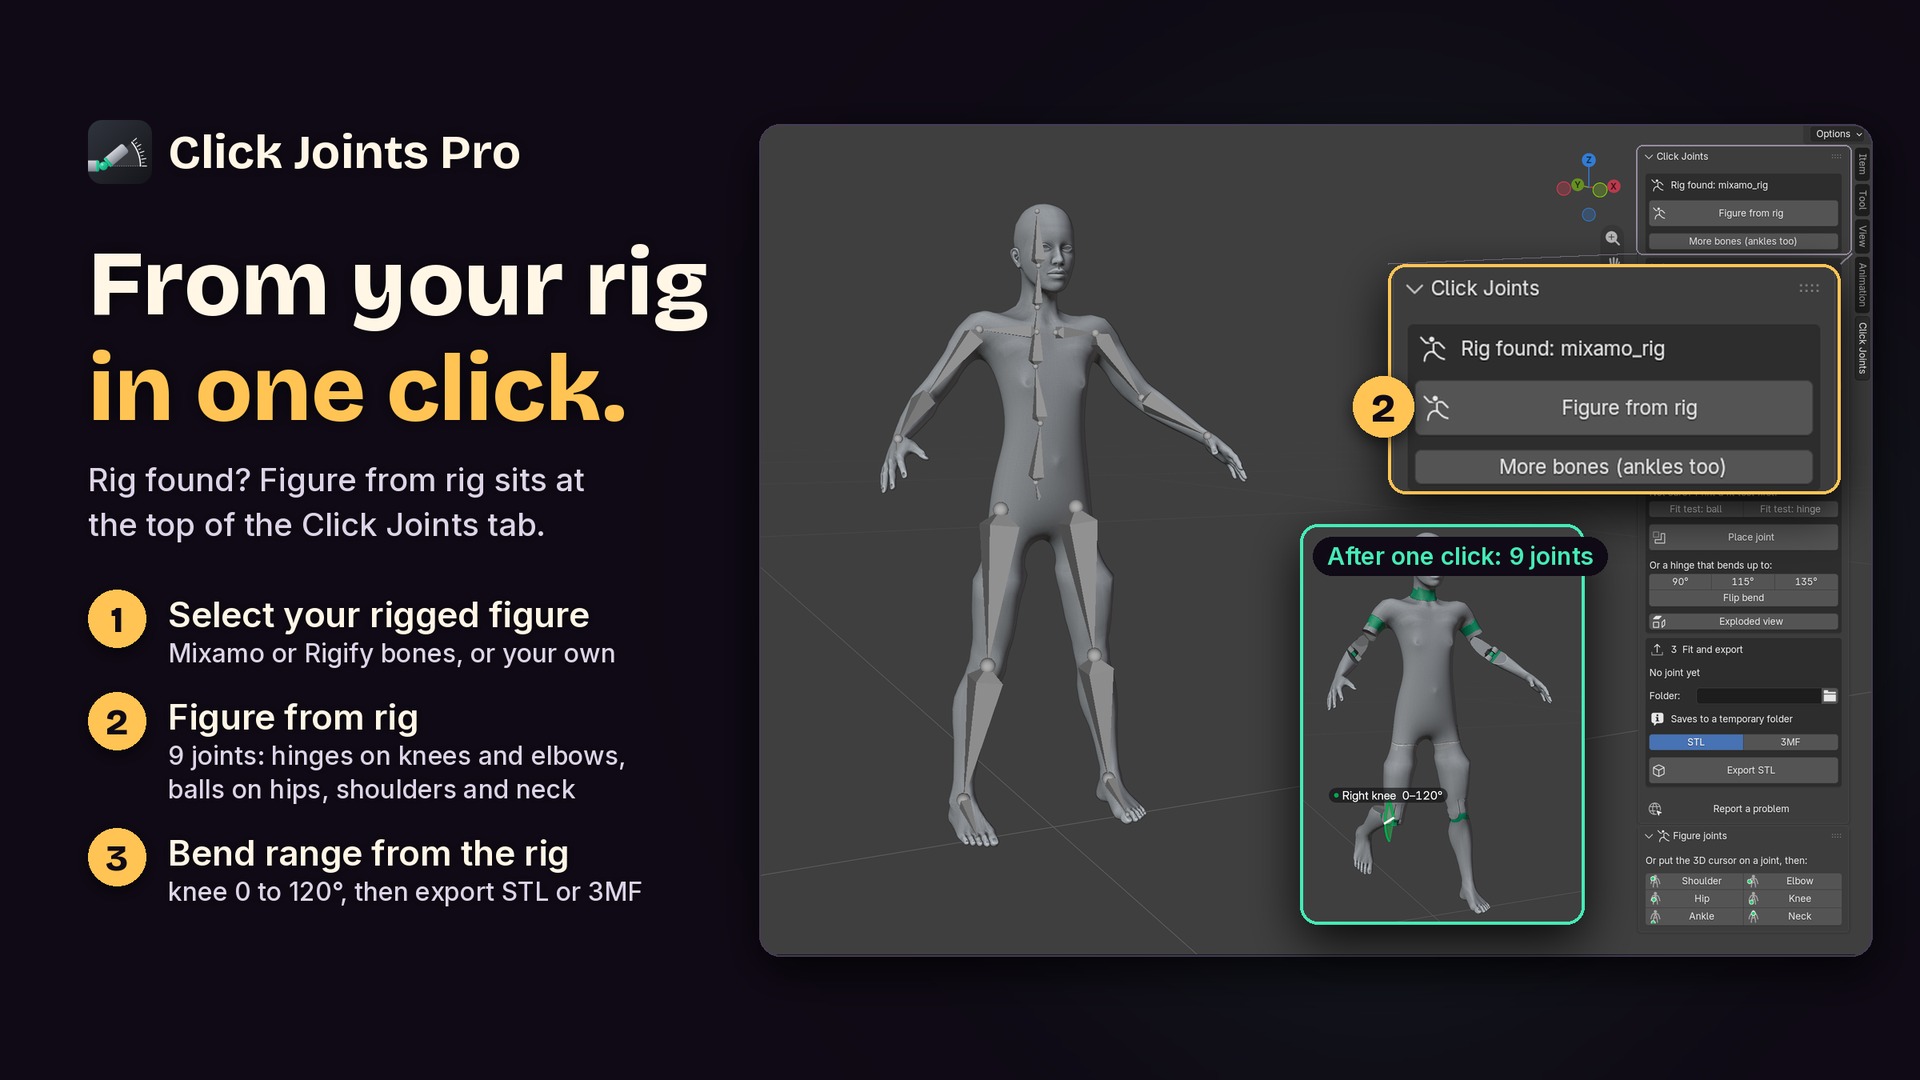 Click Joints Pro
From your rig
in one click.
Rig found? Figure from rig sits at
the top of the Click Joints tab.
1
Select your rigged figure
Mixamo or Rigify bones, or your own
2
Figure from rig
9 joints: hinges on knees and elbows,
balls on hips, shoulders and neck
3
Bend range from the rig
knee 0 to 120°, then export STL or 3MF
Options
Z
Y
X
Click Joints
Rig found: mixamo_rig
Figure from rig
More bones (ankles too)
Item
Tool
View
Animation
Click Joints
Click Joints
Rig found: mixamo_rig
2
Figure from rig
More bones (ankles too)
After one click: 9 joints
Right knee 0–120°
Fit test: ball
Fit test: hinge
Place joint
Or a hinge that bends up to:
90°
115°
135°
Flip bend
Exploded view
3 Fit and export
No joint yet
Folder:
Saves to a temporary folder
STL
3MF
Export STL
Report a problem
Figure joints
Or put the 3D cursor on a joint, then:
Shoulder
Elbow
Hip
Knee
Ankle
Neck